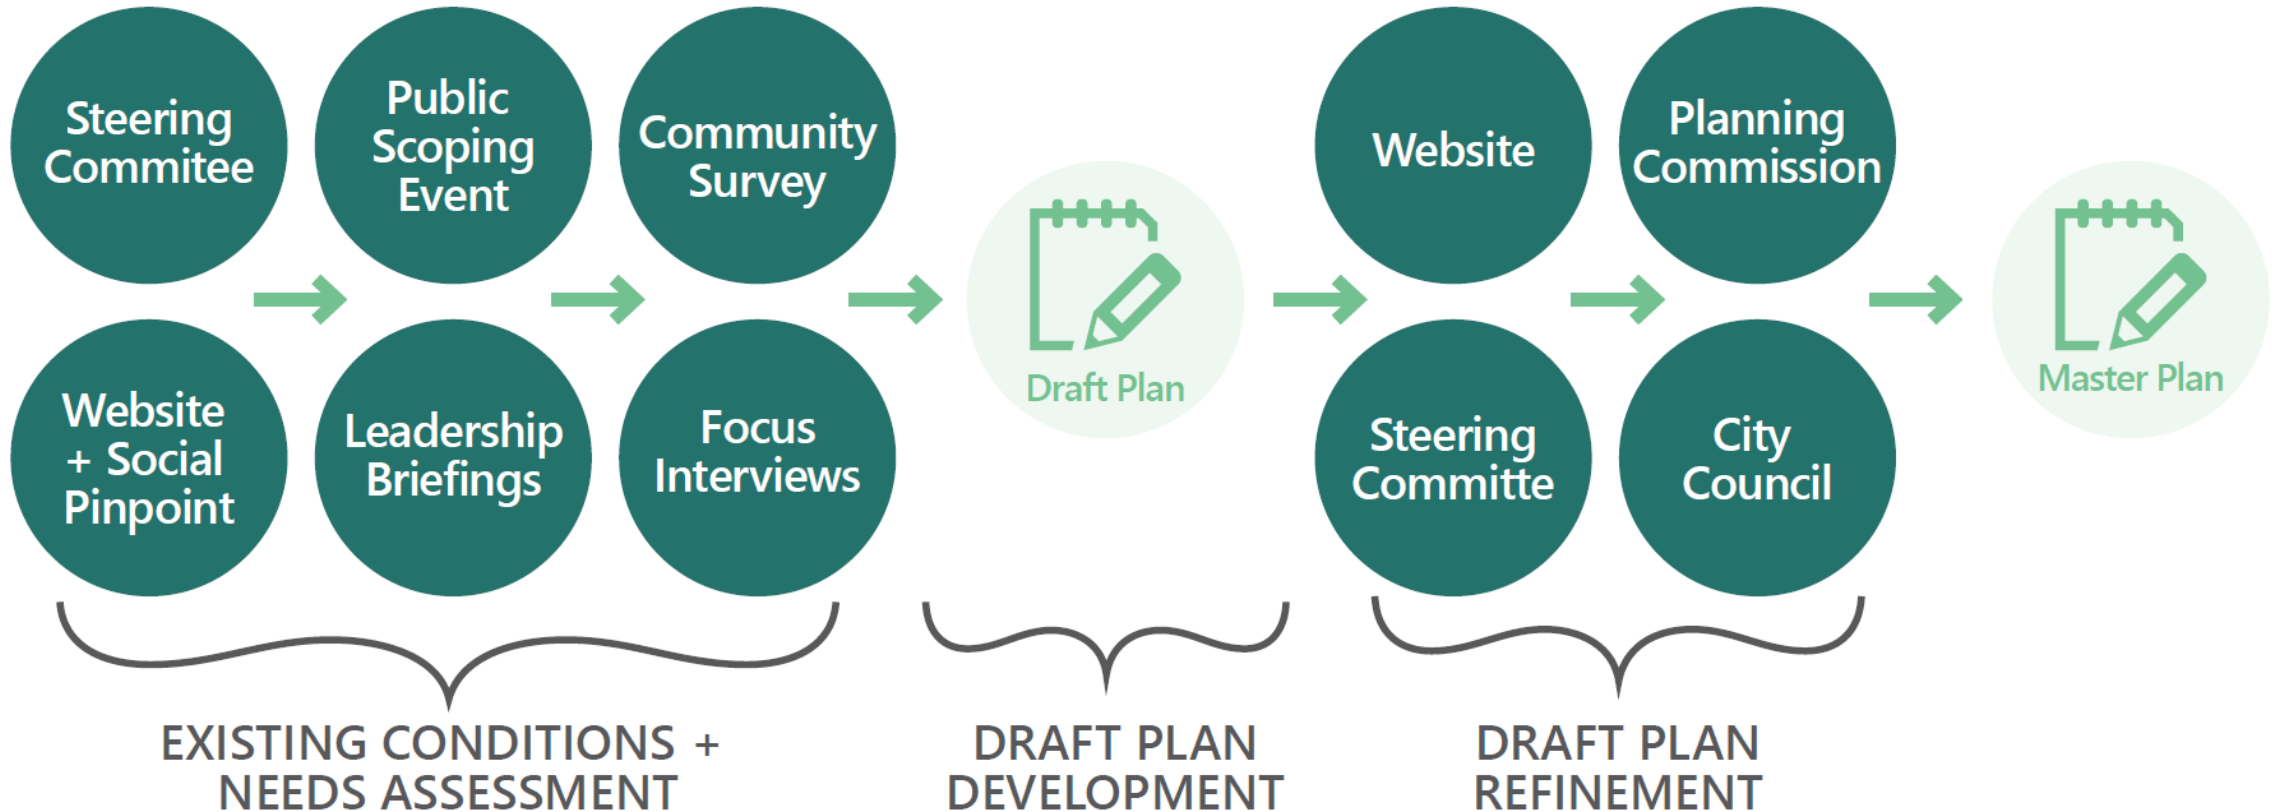 Steering
Commitee
Public
Scoping
Event
Community
Survey
Website
+ Social
Pinpoint
Leadership
Briefings
Focus
Interviews
Draft Plan
Website
Planning
Commission
Steering
Committe
City
Council
Master Plan
EXISTING CONDITIONS +
NEEDS ASSESSMENT
DRAFT PLAN
DEVELOPMENT
DRAFT PLAN
REFINEMENT